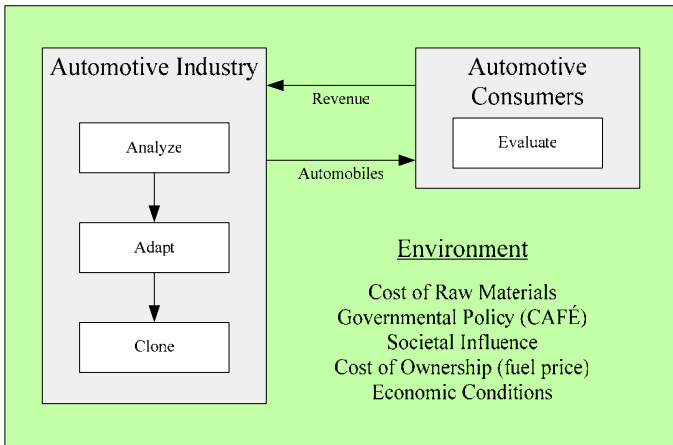 Automotive Industry
Analyze
Adapt
Clone
Revenue
Automobiles
Automotive
Consumers
Evaluate
Environment
Cost of Raw Materials
Governmental Policy (CAFÉ)
Societal Influence
Cost of Ownership (fuel price)
Economic Conditions